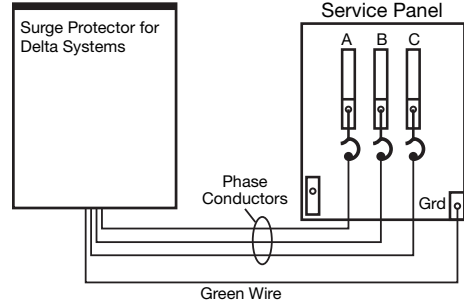 Surge Protector for
Delta Systems
Service Panel
A B C
Phase
Conductors
Grd
Green Wire